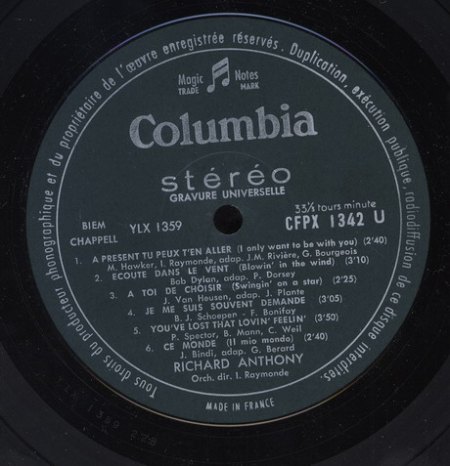 Tous droits du producteur phonographique et du propriétaire de l'œuvre enregistrée réservés. Duplication, exécution publique, radiodiffusion de ce disque interdites.
Magic Notes
TRADE MARK
Columbia
stéréo
GRAVURE UNIVERSELLE
33⅓ tours minute
BIEM YLX 1359 CFPX 1342 U
CHAPPELL
1. A PRESENT TU PEUX T'EN ALLER (I only want to be with you) (2'40)
M. Hawker, I. Raymonde, adap. J.M. Rivière, G. Bourgeois
2. ECOUTE DANS LE VENT (Blowin' in the wind) (3'10)
Bob Dylan, adap. P. Dorsey
3. A TOI DE CHOISIR (Swingin' on a star) (2'25)
J. Van Heusen, adap. J. Plante
4. JE ME SUIS SOUVENT DEMANDE (3'05)
B. J. Schoepen - F. Bonifay
5. YOU'VE LOST THAT LOVIN' FEELIN' (3'50)
P. Spector, B. Mann, C. Weil
6. CE MONDE (Il mio mondo) (2'40)
J. Bindi, adap. G. Berard
RICHARD ANTHONY
Orch. dir. I. Raymonde
MADE IN FRANCE